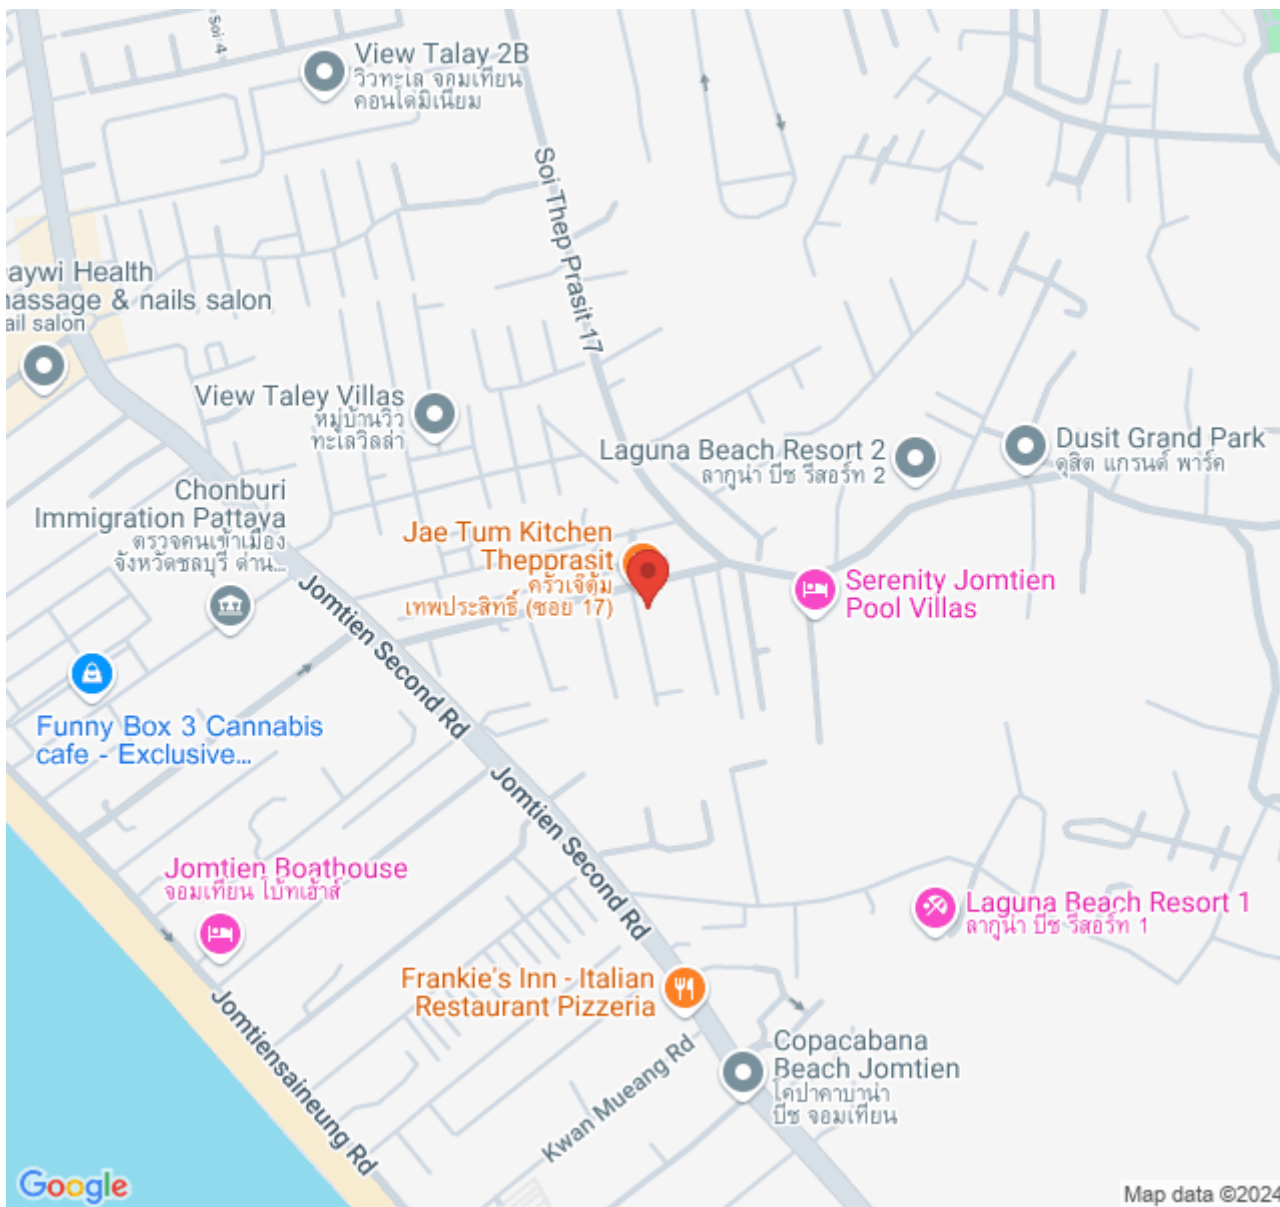 Soi 4
View Talay 2B
วิวทะเล จอมเทียน
คอนโดมิเนียม
Soi Thep Prasit 17
aywi Health
massage & nails salon
ail salon
View Taley Villas
หมู่บ้านวิว
ทะเลวิลล่า
Laguna Beach Resort 2
ลากูน่า บีช รีสอร์ท 2
Dusit Grand Park
ดุสิต แกรนด์ พาร์ค
Chonburi
Immigration Pattaya
ตรวจคนเข้าเมือง
จังหวัดชลบุรี ด่าน...
Jae Tum Kitchen
Thepprasit
ครัวเจ๊ตุ้ม
เทพประสิทธิ์ (ซอย 17)
Serenity Jomtien
Pool Villas
Jomtien Second Rd
Funny Box 3 Cannabis
cafe - Exclusive...
Jomtien Second Rd
Jomtien Boathouse
จอมเทียน โบ๊ทเฮ้าส์
Laguna Beach Resort 1
ลากูน่า บีช รีสอร์ท 1
Frankie's Inn - Italian
Restaurant Pizzeria
Jomtiensaineung Rd
Kwan Mueang Rd
Copacabana
Beach Jomtien
โคปาคาบาน่า
บีช จอมเทียน
Google
Map data ©2024